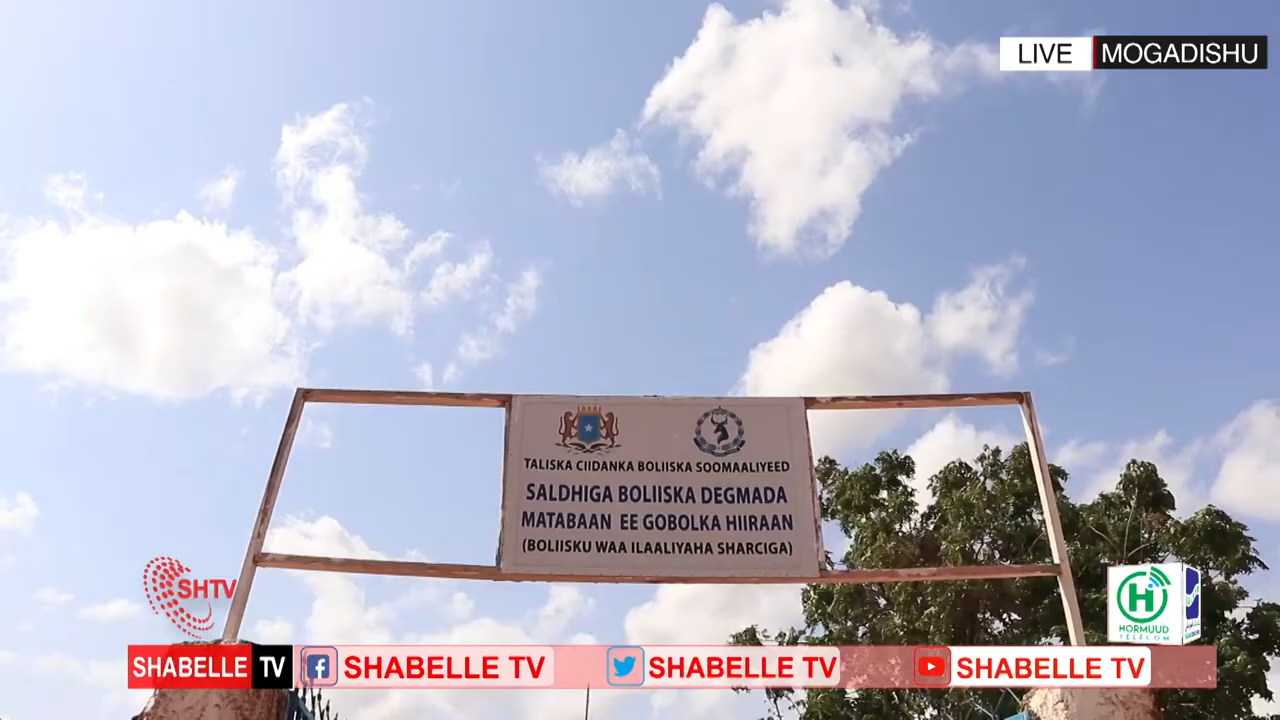 LIVE MOGADISHU
TALISKA CIIDANKA BOLIISKA SOOMAALIYEED
SALDHIGA BOLIISKA DEGMADA
MATABAAN EE GOBOLKA HIIRAAN
(BOLIISKU WAA ILAALIYAHA SHARCIGA)
SHTV
HORMUUD
TELECOM
SHABELLE TV SHABELLE TV SHABELLE TV SHABELLE TV